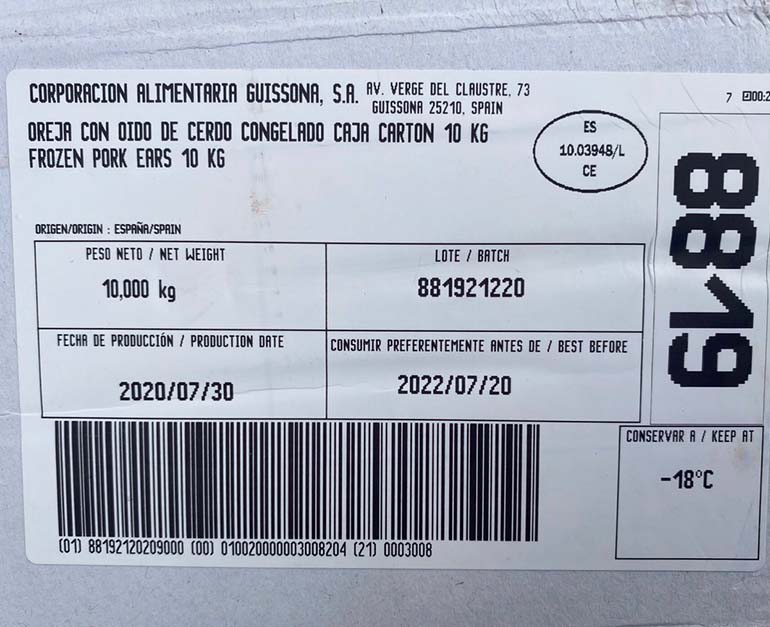 CORPORACION ALIMENTARIA GUISSONA, S.A. AV. VERGE DEL CLAUSTRE, 73
GUISSONA 25210, SPAIN
OREJA CON OIDO DE CERDO CONGELADO CAJA CARTON 10 KG
FROZEN PORK EARS 10 KG
ES
10.03948/L
CE
7
8819
ORIGEN/ORIGIN : ESPAÑA/SPAIN
PESO NETO / NET WEIGHT
10,000 kg
LOTE / BATCH
881921220
FECHA DE PRODUCCIÓN / PRODUCTION DATE
2020/07/30
CONSUMIR PREFERENTEMENTE ANTES DE / BEST BEFORE
2022/07/20
CONSERVAR A / KEEP AT
-18°C
(01) 88192120209000 (00) 010020000003008204 (21) 0003008